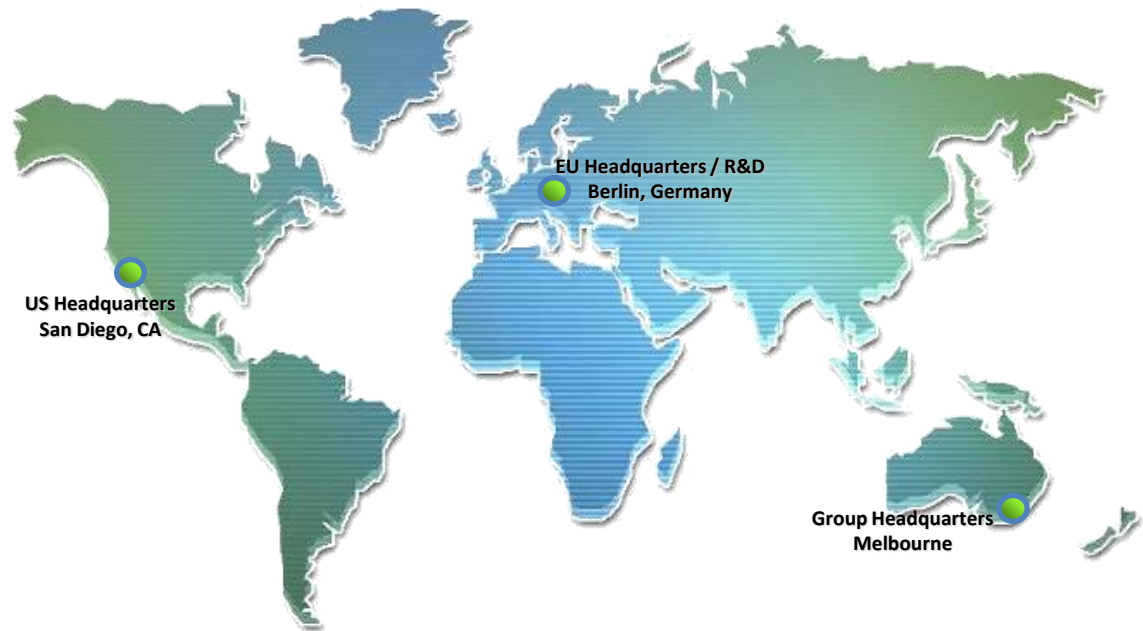 EU Headquarters / R&D
Berlin, Germany
US Headquarters
San Diego, CA
Group Headquarters
Melbourne